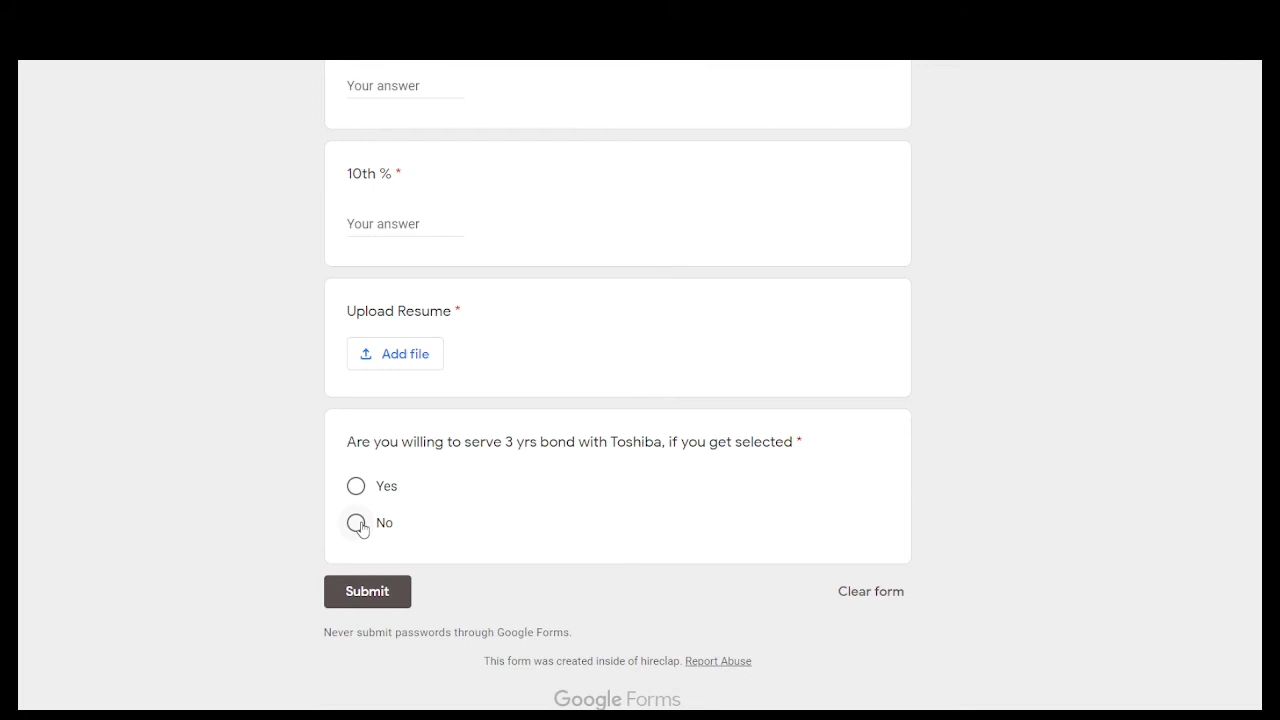 Your answer
10th % *
Your answer
Upload Resume *
Add file
Are you willing to serve 3 yrs bond with Toshiba, if you get selected *
Yes
No
Submit
Clear form
Never submit passwords through Google Forms.
This form was created inside of hireclap. Report Abuse
Google Forms